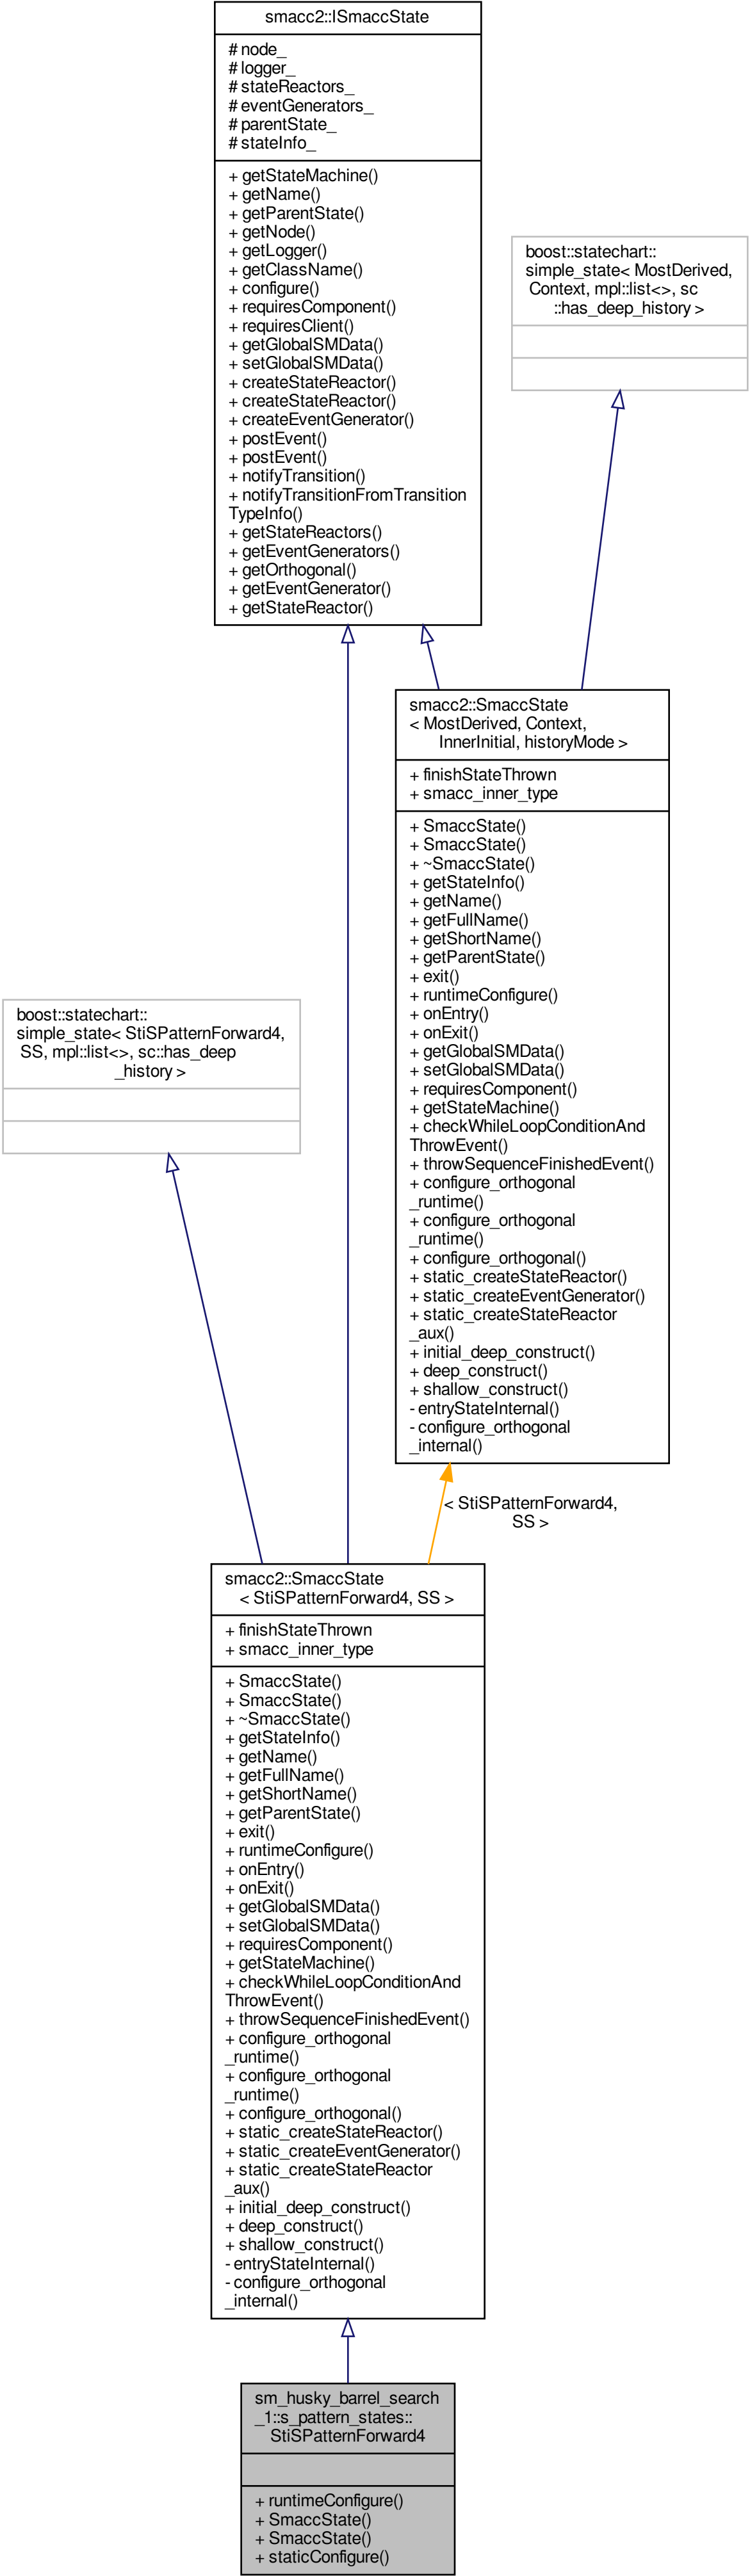 smacc2::ISmaccState
# node_
# logger_
# stateReactors_
# eventGenerators_
# parentState_
# stateInfo_
+ getStateMachine()
+ getName()
+ getParentState()
+ getNode()
+ getLogger()
+ getClassName()
+ configure()
+ requiresComponent()
+ requiresClient()
+ getGlobalSMData()
+ setGlobalSMData()
+ createStateReactor()
+ createStateReactor()
+ createEventGenerator()
+ postEvent()
+ postEvent()
+ notifyTransition()
+ notifyTransitionFromTransition
TypeInfo()
+ getStateReactors()
+ getEventGenerators()
+ getOrthogonal()
+ getEventGenerator()
+ getStateReactor()
boost::statechart::
simple_state< MostDerived,
Context, mpl::list<>, sc
::has_deep_history >
smacc2::SmaccState
< MostDerived, Context,
InnerInitial, historyMode >
+ finishStateThrown
+ smacc_inner_type
+ SmaccState()
+ SmaccState()
+ ~SmaccState()
+ getStateInfo()
+ getName()
+ getFullName()
+ getShortName()
+ getParentState()
+ exit()
+ runtimeConfigure()
+ onEntry()
+ onExit()
+ getGlobalSMData()
+ setGlobalSMData()
+ requiresComponent()
+ getStateMachine()
+ checkWhileLoopConditionAnd
ThrowEvent()
+ throwSequenceFinishedEvent()
+ configure_orthogonal
_runtime()
+ configure_orthogonal
_runtime()
+ configure_orthogonal()
+ static_createStateReactor()
+ static_createEventGenerator()
+ static_createStateReactor
_aux()
+ initial_deep_construct()
+ deep_construct()
+ shallow_construct()
- entryStateInternal()
- configure_orthogonal
_internal()
boost::statechart::
simple_state< StiSPatternForward4,
SS, mpl::list<>, sc::has_deep
_history >
< StiSPatternForward4,
SS >
smacc2::SmaccState
< StiSPatternForward4, SS >
+ finishStateThrown
+ smacc_inner_type
+ SmaccState()
+ SmaccState()
+ ~SmaccState()
+ getStateInfo()
+ getName()
+ getFullName()
+ getShortName()
+ getParentState()
+ exit()
+ runtimeConfigure()
+ onEntry()
+ onExit()
+ getGlobalSMData()
+ setGlobalSMData()
+ requiresComponent()
+ getStateMachine()
+ checkWhileLoopConditionAnd
ThrowEvent()
+ throwSequenceFinishedEvent()
+ configure_orthogonal
_runtime()
+ configure_orthogonal
_runtime()
+ configure_orthogonal()
+ static_createStateReactor()
+ static_createEventGenerator()
+ static_createStateReactor
_aux()
+ initial_deep_construct()
+ deep_construct()
+ shallow_construct()
- entryStateInternal()
- configure_orthogonal
_internal()
sm_husky_barrel_search
_1::s_pattern_states::
StiSPatternForward4
+ runtimeConfigure()
+ SmaccState()
+ SmaccState()
+ staticConfigure()